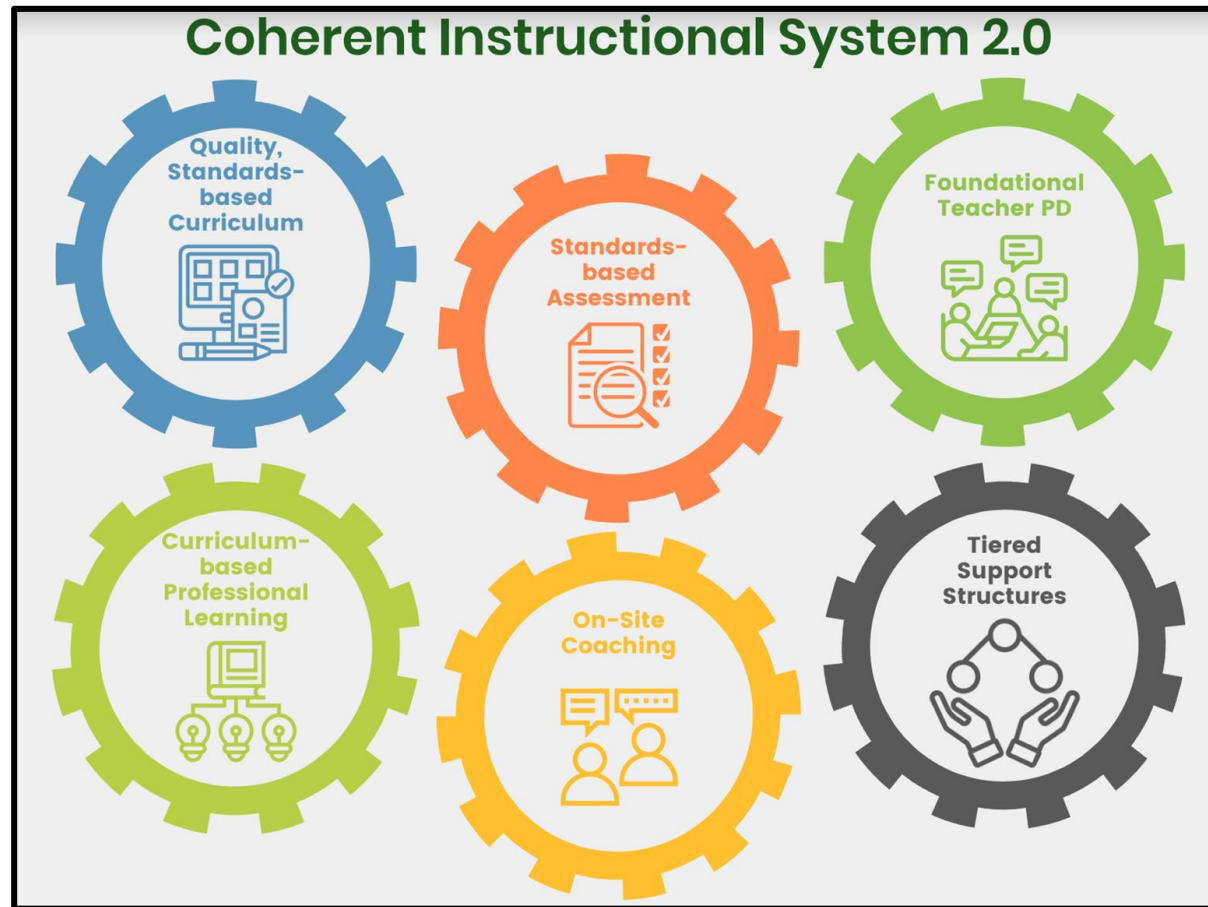 Coherent Instructional System 2.0
Quality,
Standards-
based
Curriculum
Standards-
based
Assessment
Foundational
Teacher PD
Curriculum-
based
Professional
Learning
On-Site
Coaching
Tiered
Support
Structures